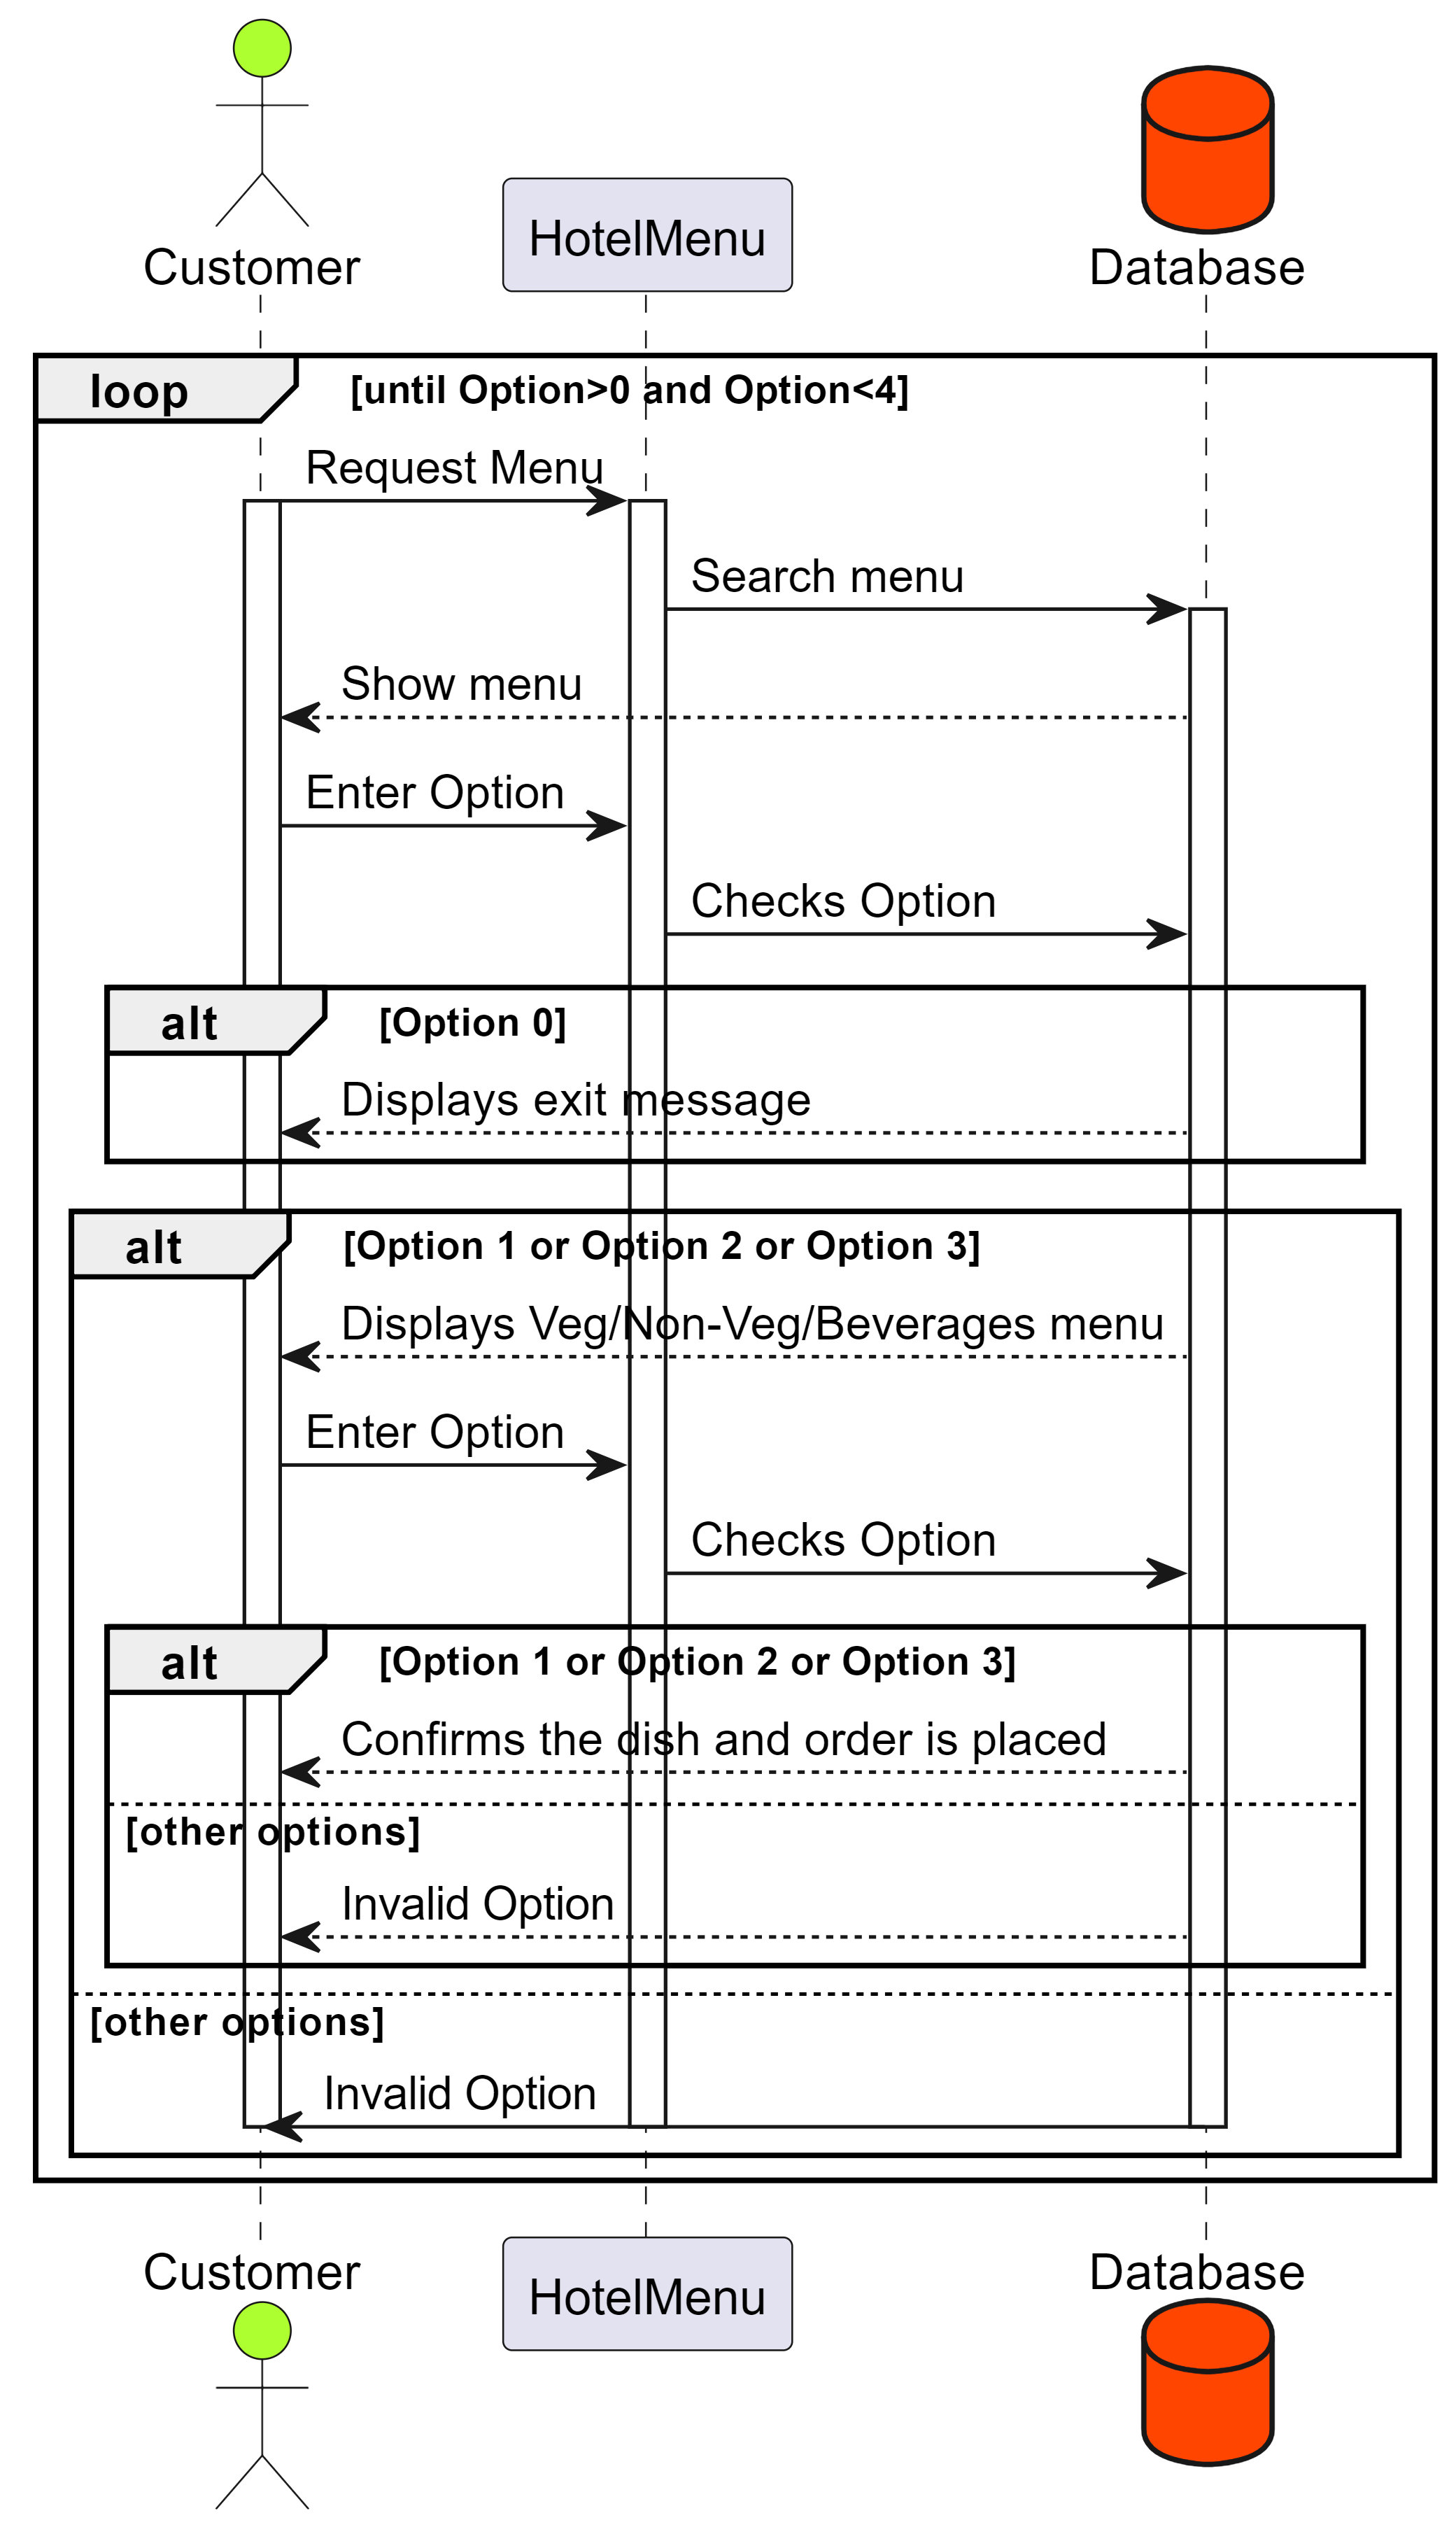 Customer
HotelMenu
Database
loop
[until Option>0 and Option<4]
Request Menu
Search menu
Show menu
Enter Option
Checks Option
alt
[Option 0]
Displays exit message
alt
[Option 1 or Option 2 or Option 3]
Displays Veg/Non-Veg/Beverages menu
Enter Option
Checks Option
alt
[Option 1 or Option 2 or Option 3]
Confirms the dish and order is placed
[other options]
Invalid Option
[other options]
Invalid Option
Customer
HotelMenu
Database